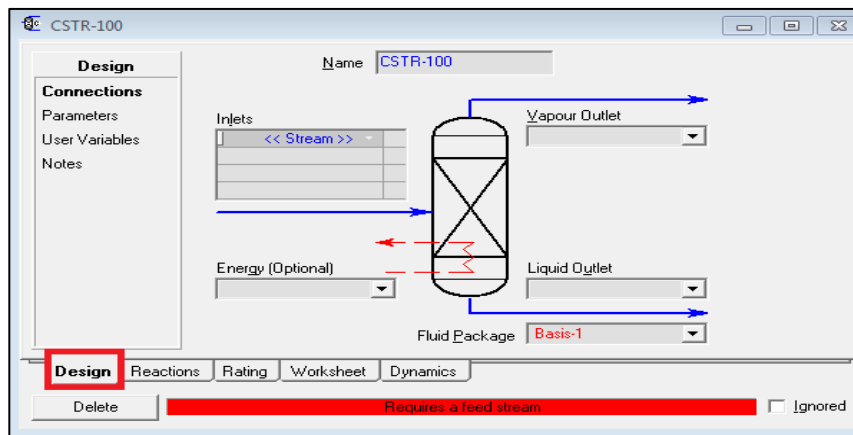 CSTR-100
Design
Connections
Parameters
User Variables
Notes
Name CSTR-100
Inlets
<< Stream >>
Vapour Outlet
Energy (Optional)
Liquid Outlet
Fluid Package Basis-1
Design Reactions Rating Worksheet Dynamics
Delete Requires a feed stream Ignored